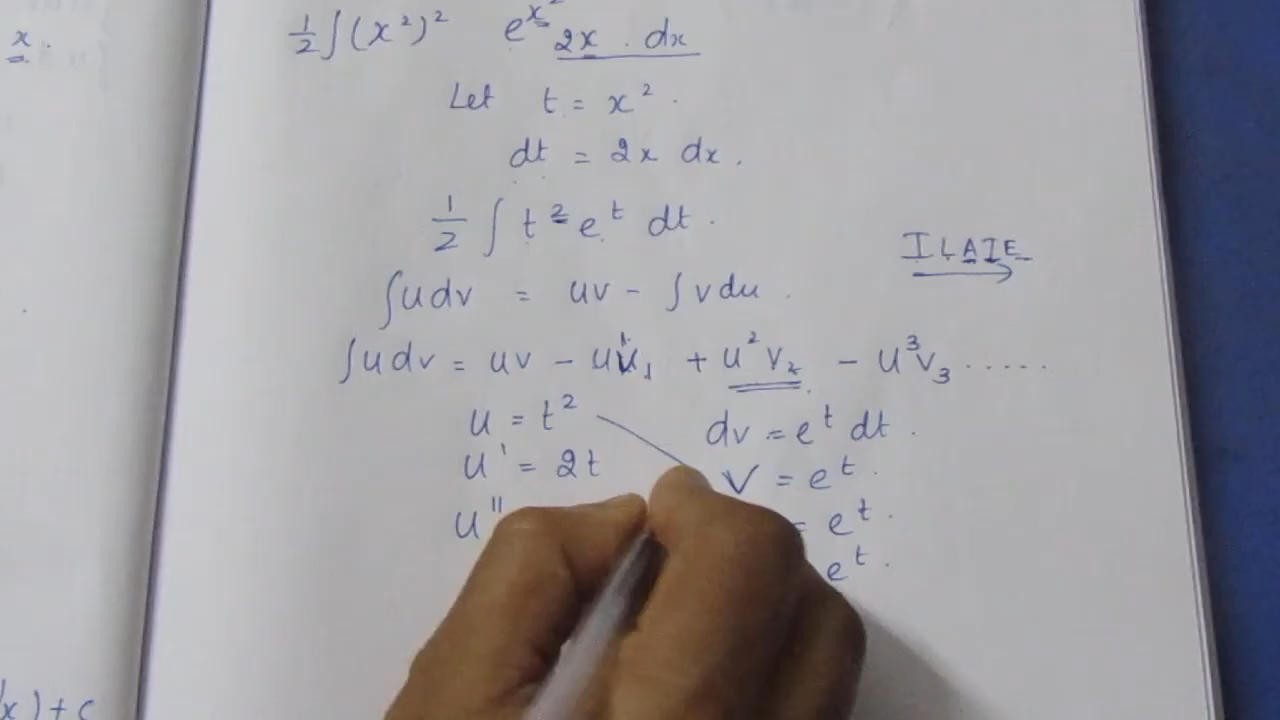 x.
½ ∫(x²)² e^x² 2x . dx
Let t = x² .
dt = 2x dx .
1/2 ∫ t² e^t dt .
ILATE
∫udv = uv - ∫vdu .
∫udv = uv - u'v₁ + u²v₂ - u³v₃ .....
u = t² dv = e^t dt .
u' = 2t v = e^t .
u'' = e^t .
e^t .
x) + c